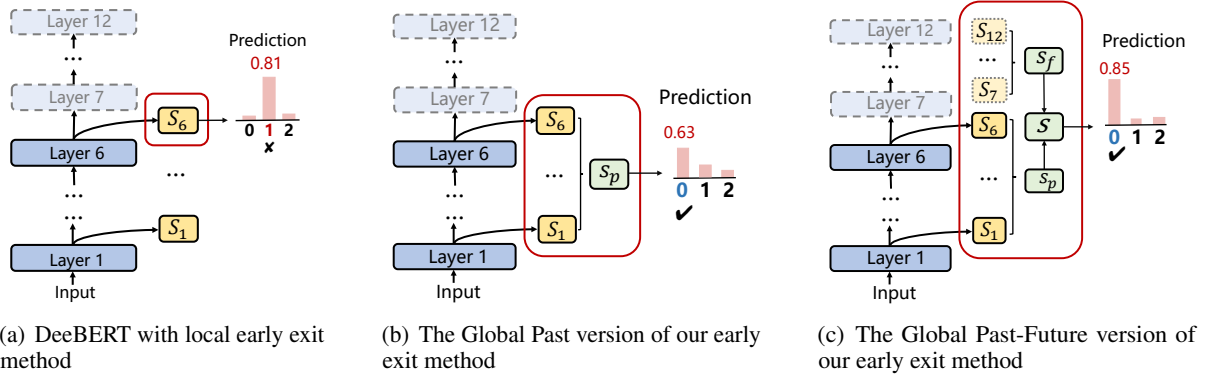 Layer 12
...
Layer 7
Layer 6
...
...
Layer 1
Input
S6
...
S1
Prediction
0.81
0 1 2
✘
(a) DeeBERT with local early exit
method
Layer 12
...
Layer 7
Layer 6
...
...
Layer 1
Input
S6
...
S1
Sp
Prediction
0.63
0 1 2
✔
(b) The Global Past version of our early
exit method
Layer 12
...
Layer 7
Layer 6
...
...
Layer 1
Input
S12
...
S7
S6
...
S1
Sf
S
Sp
Prediction
0.85
0 1 2
✔
(c) The Global Past-Future version of
our early exit method